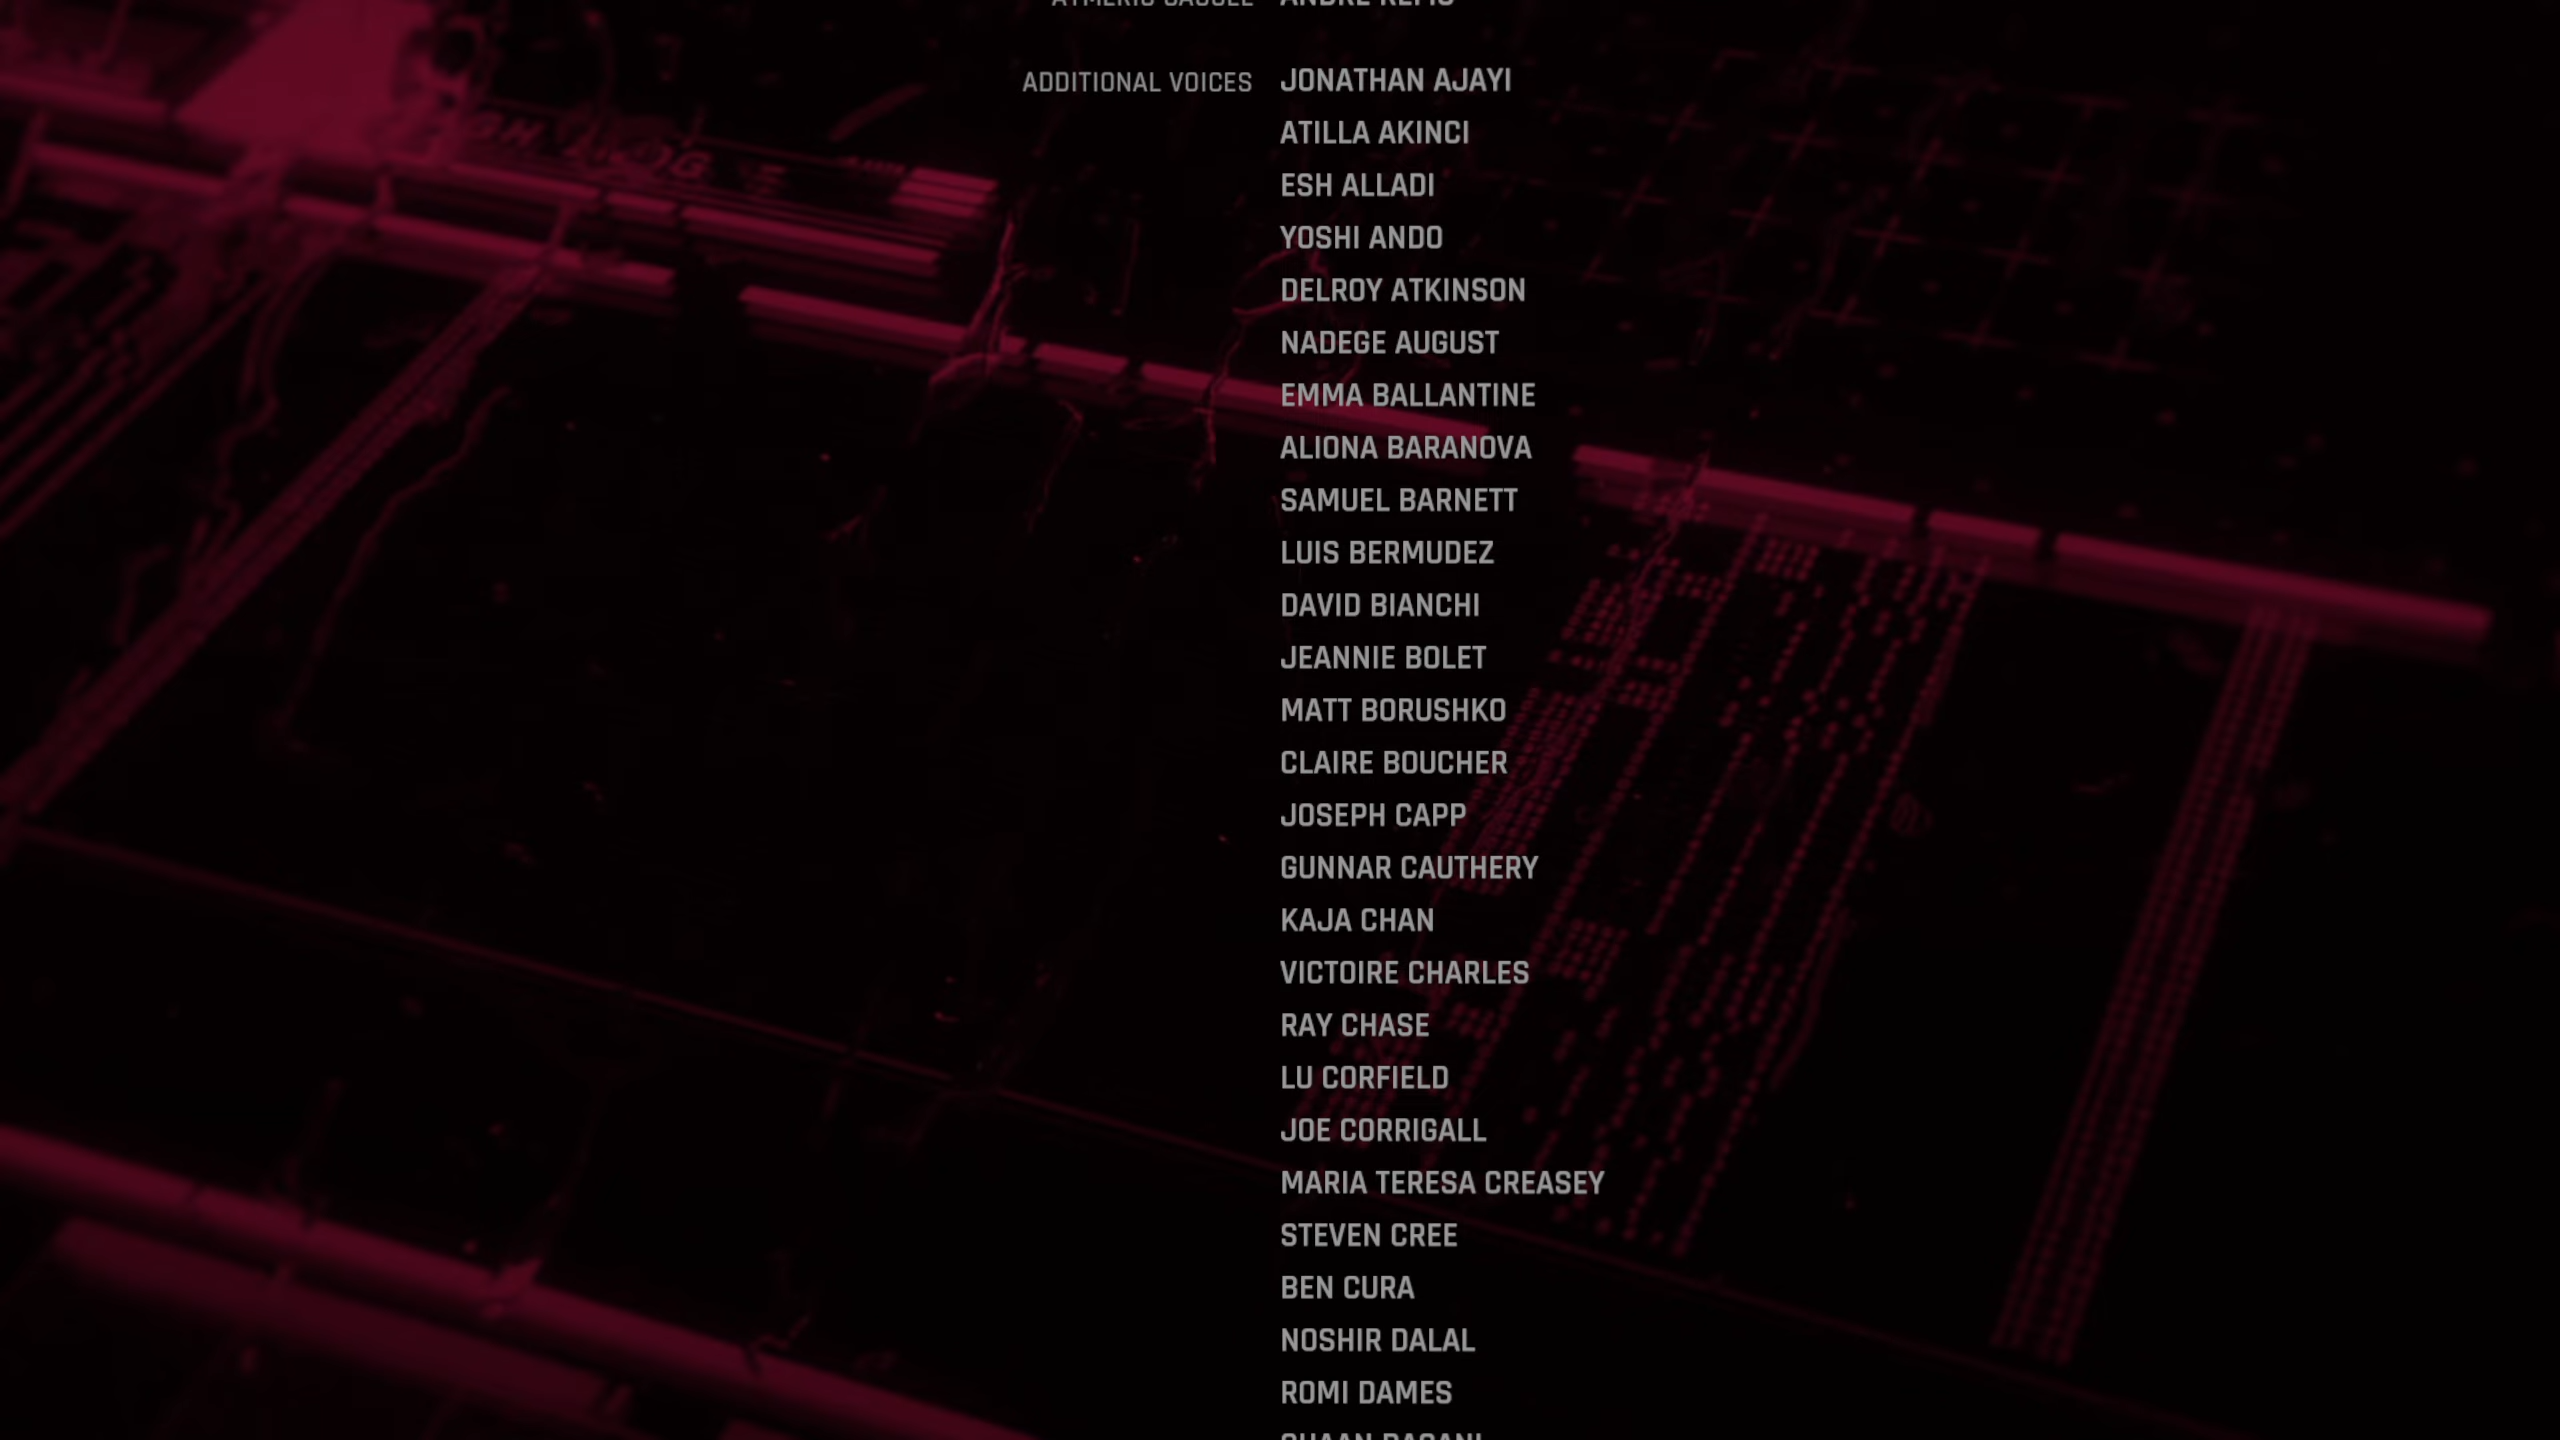 ADDITIONAL VOICES JONATHAN AJAYI
ATILLA AKINCI
ESH ALLADI
YOSHI ANDO
DELROY ATKINSON
NADEGE AUGUST
EMMA BALLANTINE
ALIONA BARANOVA
SAMUEL BARNETT
LUIS BERMUDEZ
DAVID BIANCHI
JEANNIE BOLET
MATT BORUSHKO
CLAIRE BOUCHER
JOSEPH CAPP
GUNNAR CAUTHERY
KAJA CHAN
VICTOIRE CHARLES
RAY CHASE
LU CORFIELD
JOE CORRIGALL
MARIA TERESA CREASEY
STEVEN CREE
BEN CURA
NOSHIR DALAL
ROMI DAMES